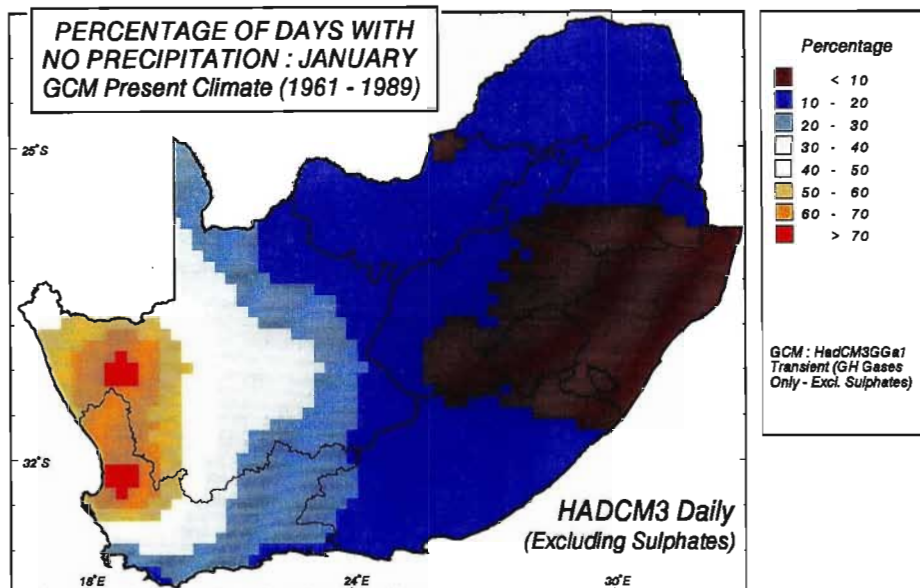 PERCENTAGE OF DAYS WITH
NO PRECIPITATION : JANUARY
GCM Present Climate (1961 - 1989)
Percentage
< 10
10 - 20
20 - 30
30 - 40
40 - 50
50 - 60
60 - 70
> 70
GCM : HadCM3GGa1
Transient (GH Gases
Only - Excl. Sulphates)
25°S
32°S
HADCM3 Daily
(Excluding Sulphates)
18°E
24°E
30°E